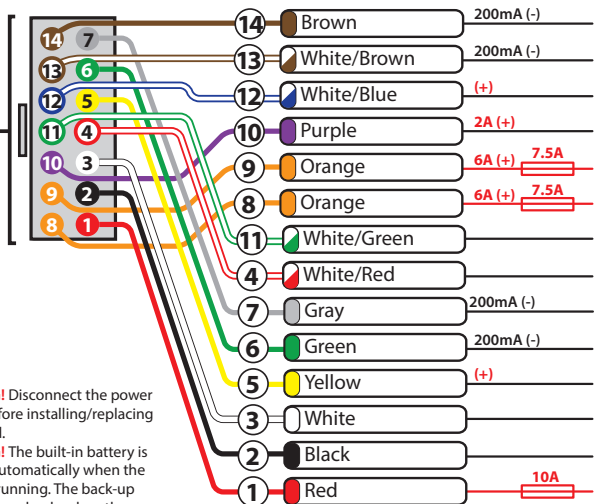 14 Brown 200mA (-)
13 White/Brown 200mA (-)
12 White/Blue (+)
10 Purple 2A (+)
9 Orange 6A (+) 7.5A
8 Orange 6A (+) 7.5A
11 White/Green
4 White/Red
7 Gray 200mA (-)
6 Green 200mA (-)
5 Yellow (+)
3 White
2 Black
1 Red 10A
14 7
13 6
12 5
11 4
10 3
9 2
8 1
! Disconnect the power
fore installing/replacing
d.
! The built-in battery is
utomatically when the
running. The back-up